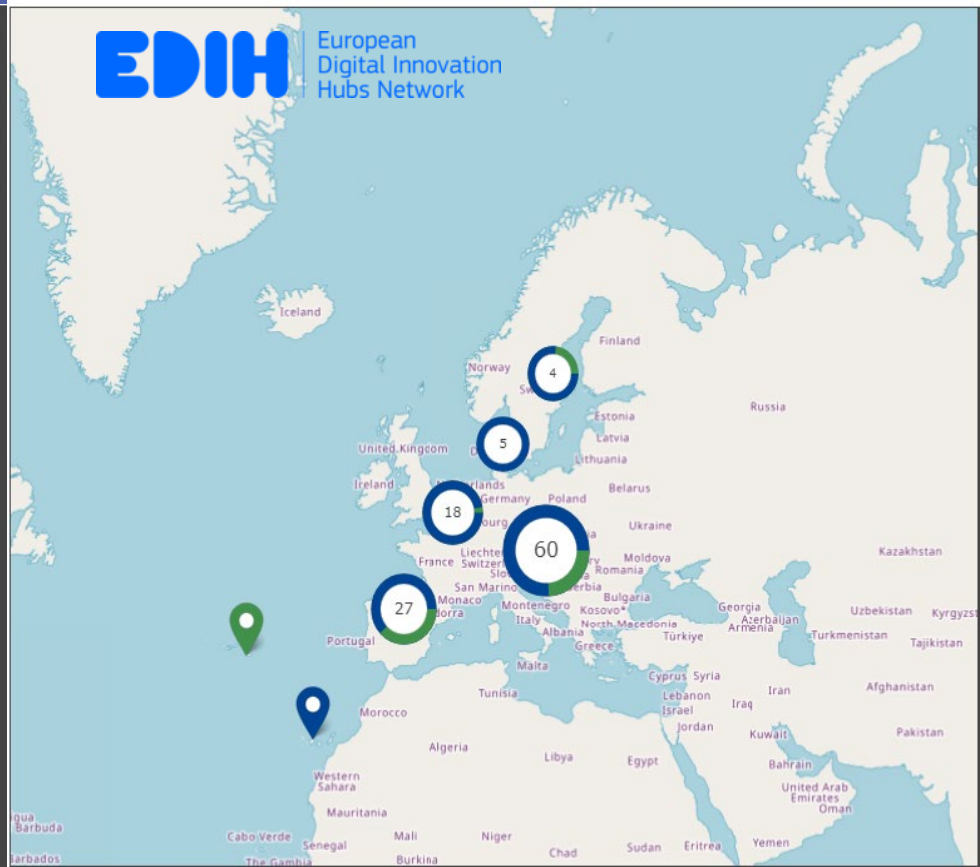 EDIH
European
Digital Innovation
Hubs Network
Iceland
Finland
Norway
4
Russia
Estonia
United Kingdom
5
Latvia
Lithuania
Ireland
Belarus
Germany
Poland
18
Ukraine
60
Kazakhstan
France
Moldova
Romania
San Marino
Monaco
Bulgaria
27
Montenegro
Kosovo*
Georgia
Azerbaijan
Uzbekistan
Italy
North Macedonia
Armenia
Albania
Türkiye
Turkmenistan
Portugal
Greece
Tajikistan
Malta
Cyprus
Syria
Tunisia
Lebanon
Iran
Afghanistan
Israel
Iraq
Morocco
Jordan
Kuwait
Pakistan
Algeria
Libya
Egypt
Bahrain
Western
Sahara
United Arab
Emirates
Oman
Mauritania
Barbuda
Cabo Verde
Senegal
Mali
Niger
Chad
Sudan
Eritrea
Yemen
The Gambia
Burkina